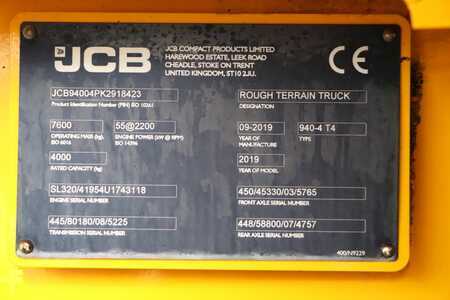 JCB
JCB COMPACT PRODUCTS LIMITED
HAREWOOD ESTATE, LEEK ROAD
CHEADLE, STOKE ON TRENT
UNITED KINGDOM, ST10 2JU.
CE
JCB94004PK2918423
Product Identification Number (PIN) ISO 10261
ROUGH TERRAIN TRUCK
DESIGNATION
7600
OPERATING MASS (kg),
ISO 6016
55@2200
ENGINE POWER (kW @ RPM)
ISO 14396
09-2019
YEAR OF
MANUFACTURE
940-4 T4
TYPE
4000
RATED CAPACITY (kg)
2019
YEAR OF MODEL
SL320/41954U1743118
ENGINE SERIAL NUMBER
450/45330/03/5765
FRONT AXLE SERIAL NUMBER
445/80180/08/5225
TRANSMISSION SERIAL NUMBER
448/58800/07/4757
REAR AXLE SERIAL NUMBER
400/N9229